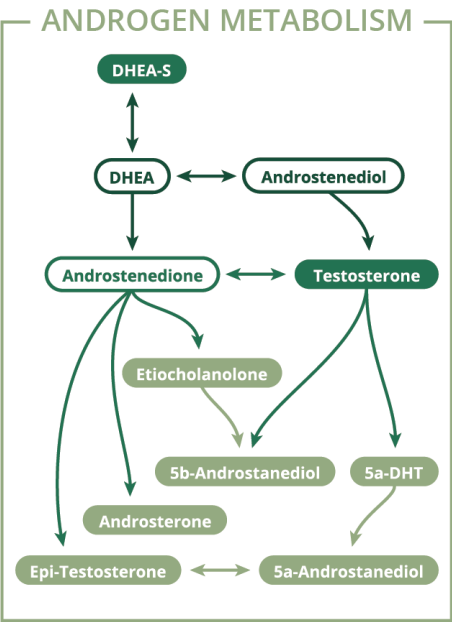 ANDROGEN METABOLISM
DHEA-S
DHEA
Androstenediol
Androstenedione
Testosterone
Etiocholanolone
5b-Androstanediol
5a-DHT
Androsterone
Epi-Testosterone
5a-Androstanediol